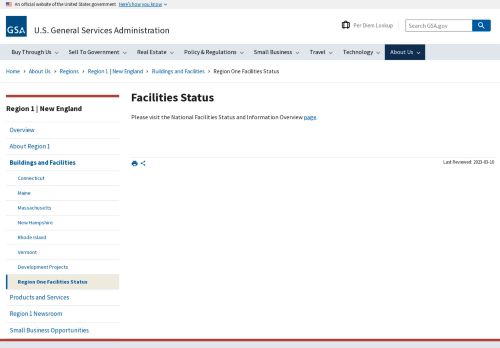 An official website of the United States government Here's how you know
GSA U.S. General Services Administration
Per Diem Lookup
Search GSA.gov
Buy Through Us Sell To Government Real Estate Policy & Regulations Small Business Travel Technology About Us
Home › About Us › Regions › Region 1 | New England › Buildings and Facilities › Region One Facilities Status
Region 1 | New England
Overview
About Region 1
Buildings and Facilities
Connecticut
Maine
Massachusetts
New Hampshire
Rhode Island
Vermont
Development Projects
Region One Facilities Status
Products and Services
Region 1 Newsroom
Small Business Opportunities
Facilities Status
Please visit the National Facilities Status and Information Overview page.
Last Reviewed: 2023-03-10